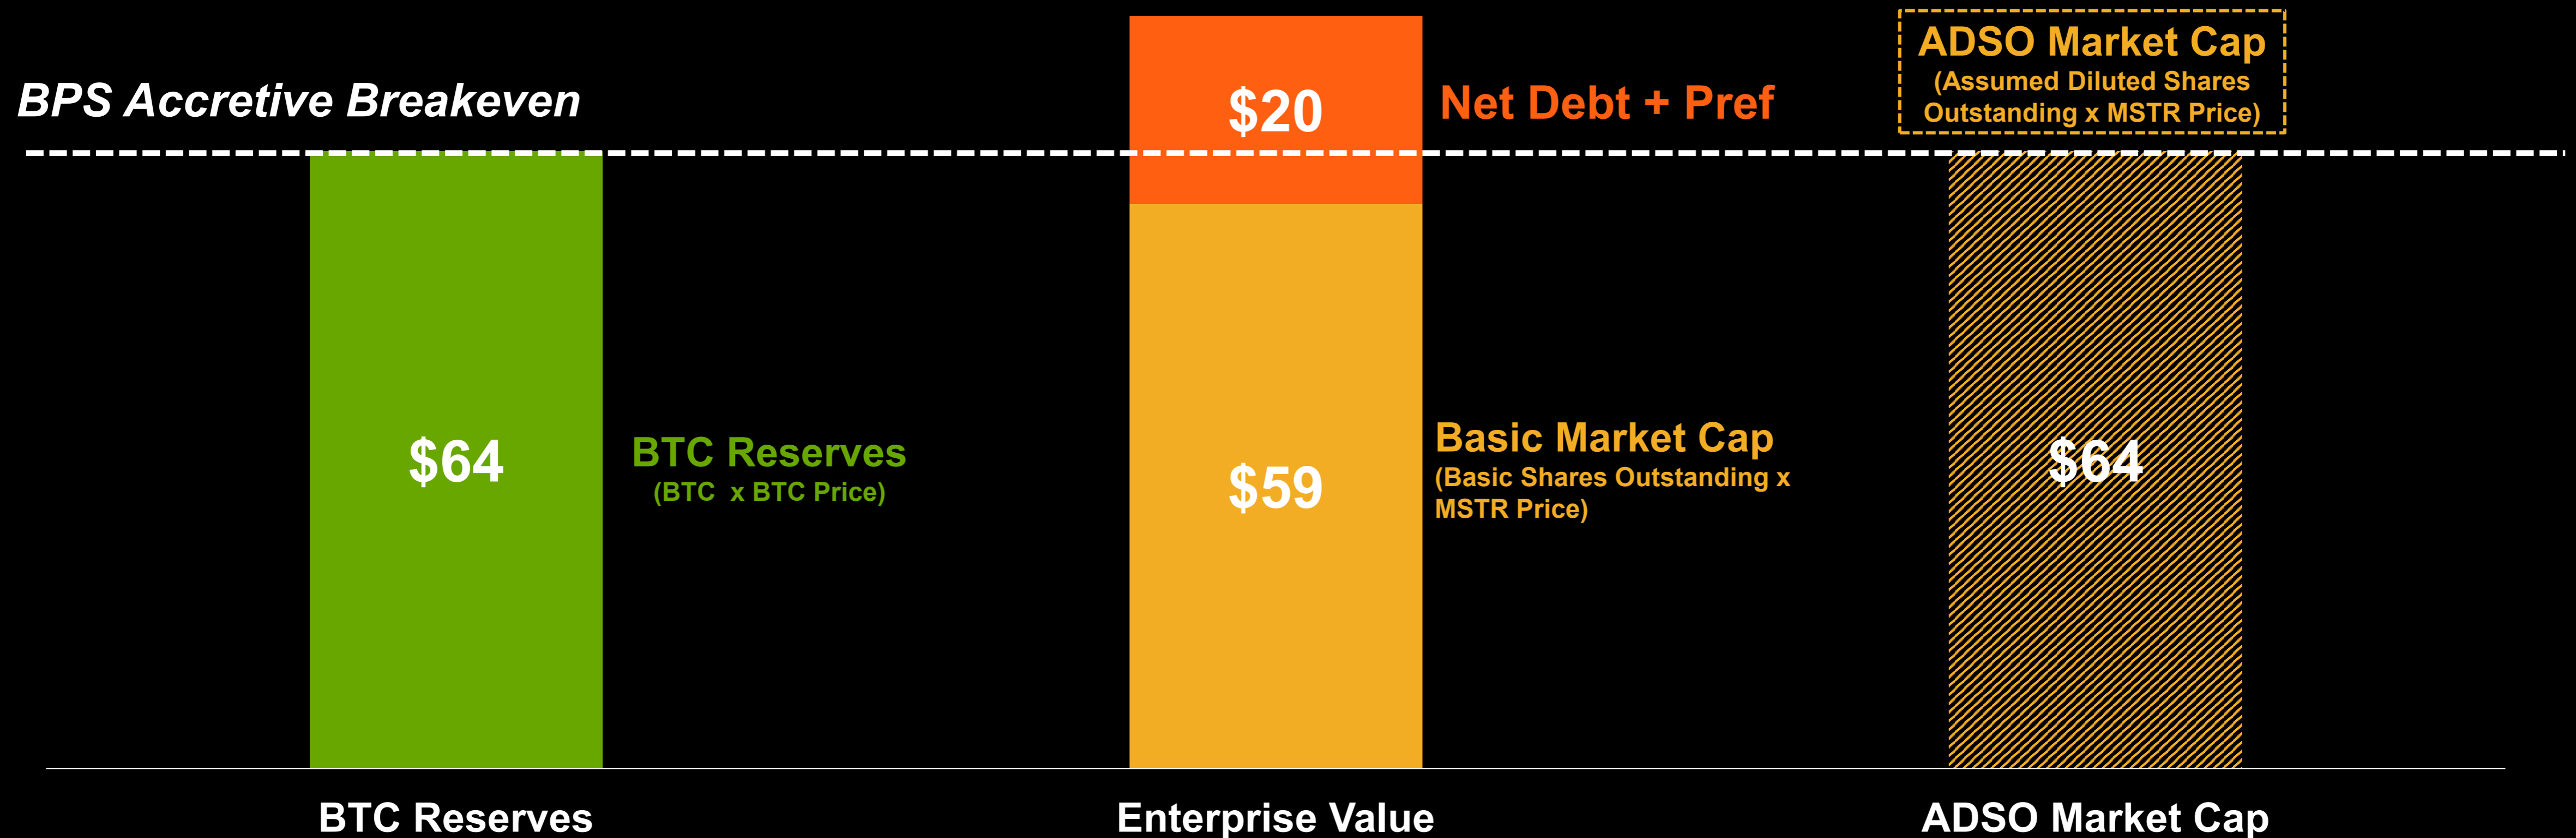 BPS Accretive Breakeven
$20
Net Debt + Pref
ADSO Market Cap
(Assumed Diluted Shares
Outstanding x MSTR Price)
$64
BTC Reserves
(BTC  x BTC Price)
$59
Basic Market Cap
(Basic Shares Outstanding x
MSTR Price)
$64
BTC Reserves
Enterprise Value
ADSO Market Cap